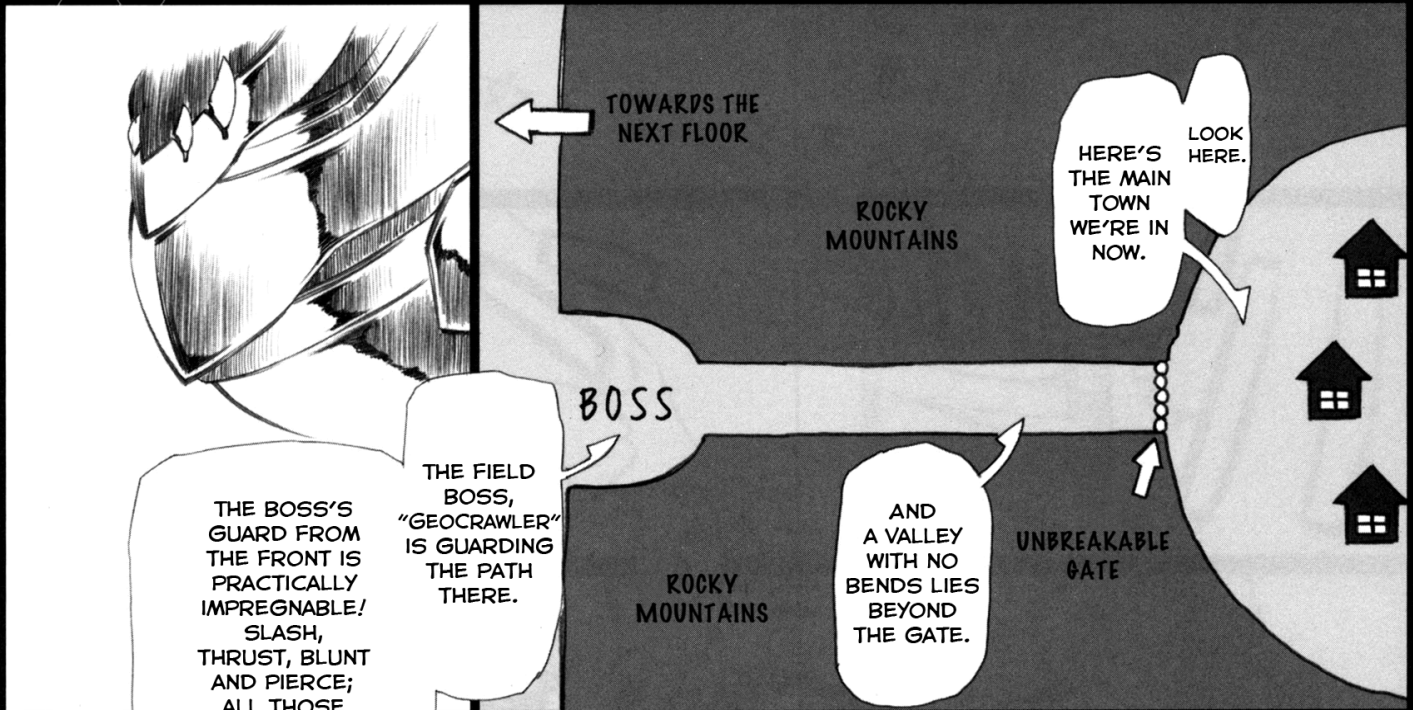 LOOK
HERE.
HERE'S
THE MAIN
TOWN
WE'RE IN
NOW.
TOWARDS THE
NEXT FLOOR
ROCKY
MOUNTAINS
AND
A VALLEY
WITH NO
BENDS LIES
BEYOND
THE GATE.
UNBREAKABLE
GATE
ROCKY
MOUNTAINS
BOSS
THE FIELD
BOSS,
"GEOCRAWLER"
IS GUARDING
THE PATH
THERE.
THE BOSS'S
GUARD FROM
THE FRONT IS
PRACTICALLY
IMPREGNABLE!
SLASH,
THRUST, BLUNT
AND PIERCE;
ALL THOSE